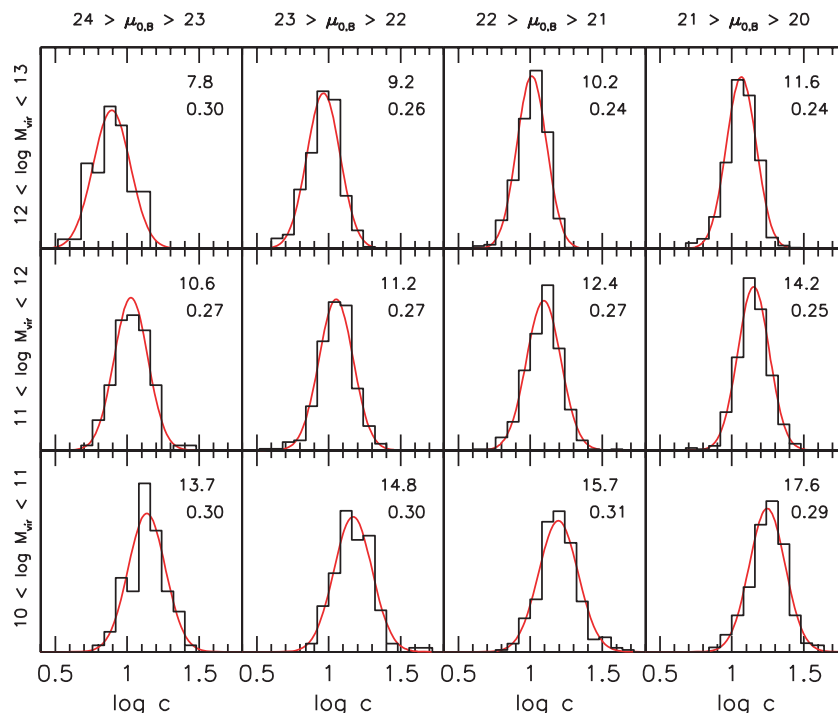 24 > μ0,B > 23 23 > μ0,B > 22 22 > μ0,B > 21 21 > μ0,B > 20
12 < log Mvir < 13
7.8 9.2 10.2 11.6
0.30 0.26 0.24 0.24
11 < log Mvir < 12
10.6 11.2 12.4 14.2
0.27 0.27 0.27 0.25
10 < log Mvir < 11
13.7 14.8 15.7 17.6
0.30 0.30 0.31 0.29
0.5 1 1.5 0.5 1 1.5 0.5 1 1.5 0.5 1 1.5
log c log c log c log c